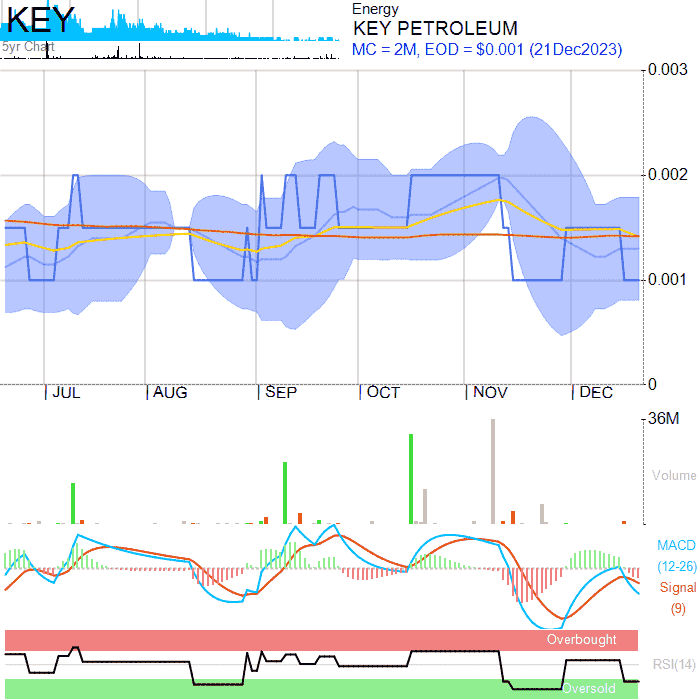 KEY
5yr Chart
Energy
KEY PETROLEUM
MC = 2M, EOD = $0.001 (21Dec2023)
0.003
0.002
0.001
0
JUL AUG SEP OCT NOV DEC
36M
Volume
MACD
(12-26)
Signal
(9)
Overbought
RSI(14)
Oversold